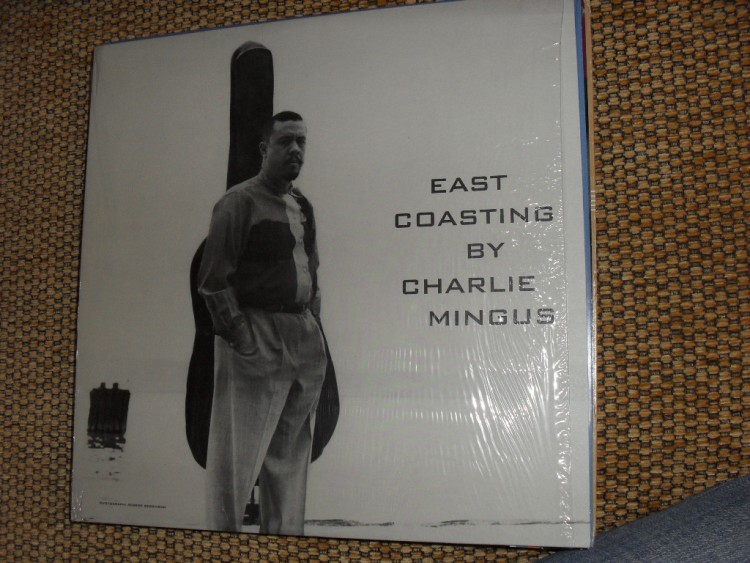 EAST
COASTING
BY
CHARLIE
MINGUS